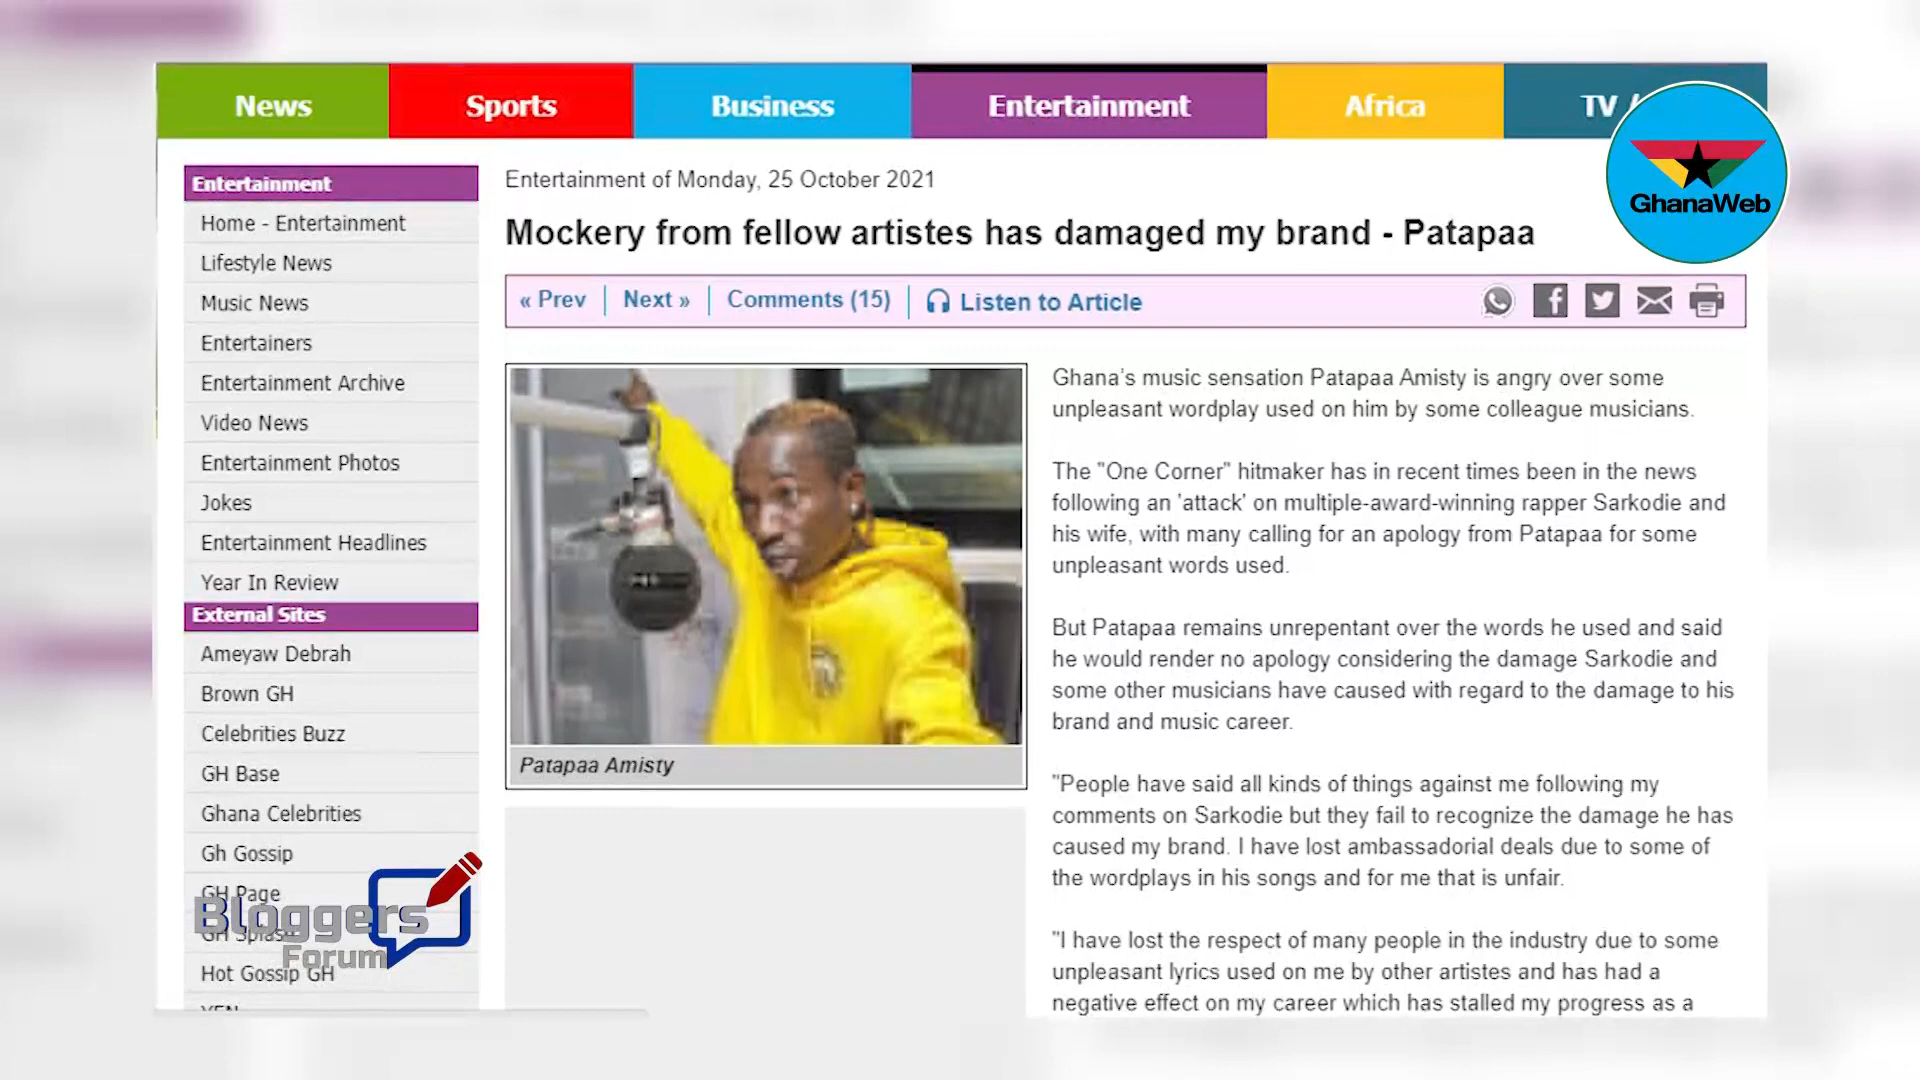 News Sports Business Entertainment Africa TV /
GhanaWeb
Entertainment
Home - Entertainment
Lifestyle News
Music News
Entertainers
Entertainment Archive
Video News
Entertainment Photos
Jokes
Entertainment Headlines
Year In Review
External Sites
Ameyaw Debrah
Brown GH
Celebrities Buzz
GH Base
Ghana Celebrities
Gh Gossip
GH Page
GH Splash
Hot Gossip GH
Bloggers
Forum
Entertainment of Monday, 25 October 2021
Mockery from fellow artistes has damaged my brand - Patapaa
« Prev Next » Comments (15) Listen to Article
Patapaa Amisty
Ghana's music sensation Patapaa Amisty is angry over some
unpleasant wordplay used on him by some colleague musicians.
The "One Corner" hitmaker has in recent times been in the news
following an 'attack' on multiple-award-winning rapper Sarkodie and
his wife, with many calling for an apology from Patapaa for some
unpleasant words used.
But Patapaa remains unrepentant over the words he used and said
he would render no apology considering the damage Sarkodie and
some other musicians have caused with regard to the damage to his
brand and music career.
"People have said all kinds of things against me following my
comments on Sarkodie but they fail to recognize the damage he has
caused my brand. I have lost ambassadorial deals due to some of
the wordplays in his songs and for me that is unfair.
"I have lost the respect of many people in the industry due to some
unpleasant lyrics used on me by other artistes and has had a
negative effect on my career which has stalled my progress as a